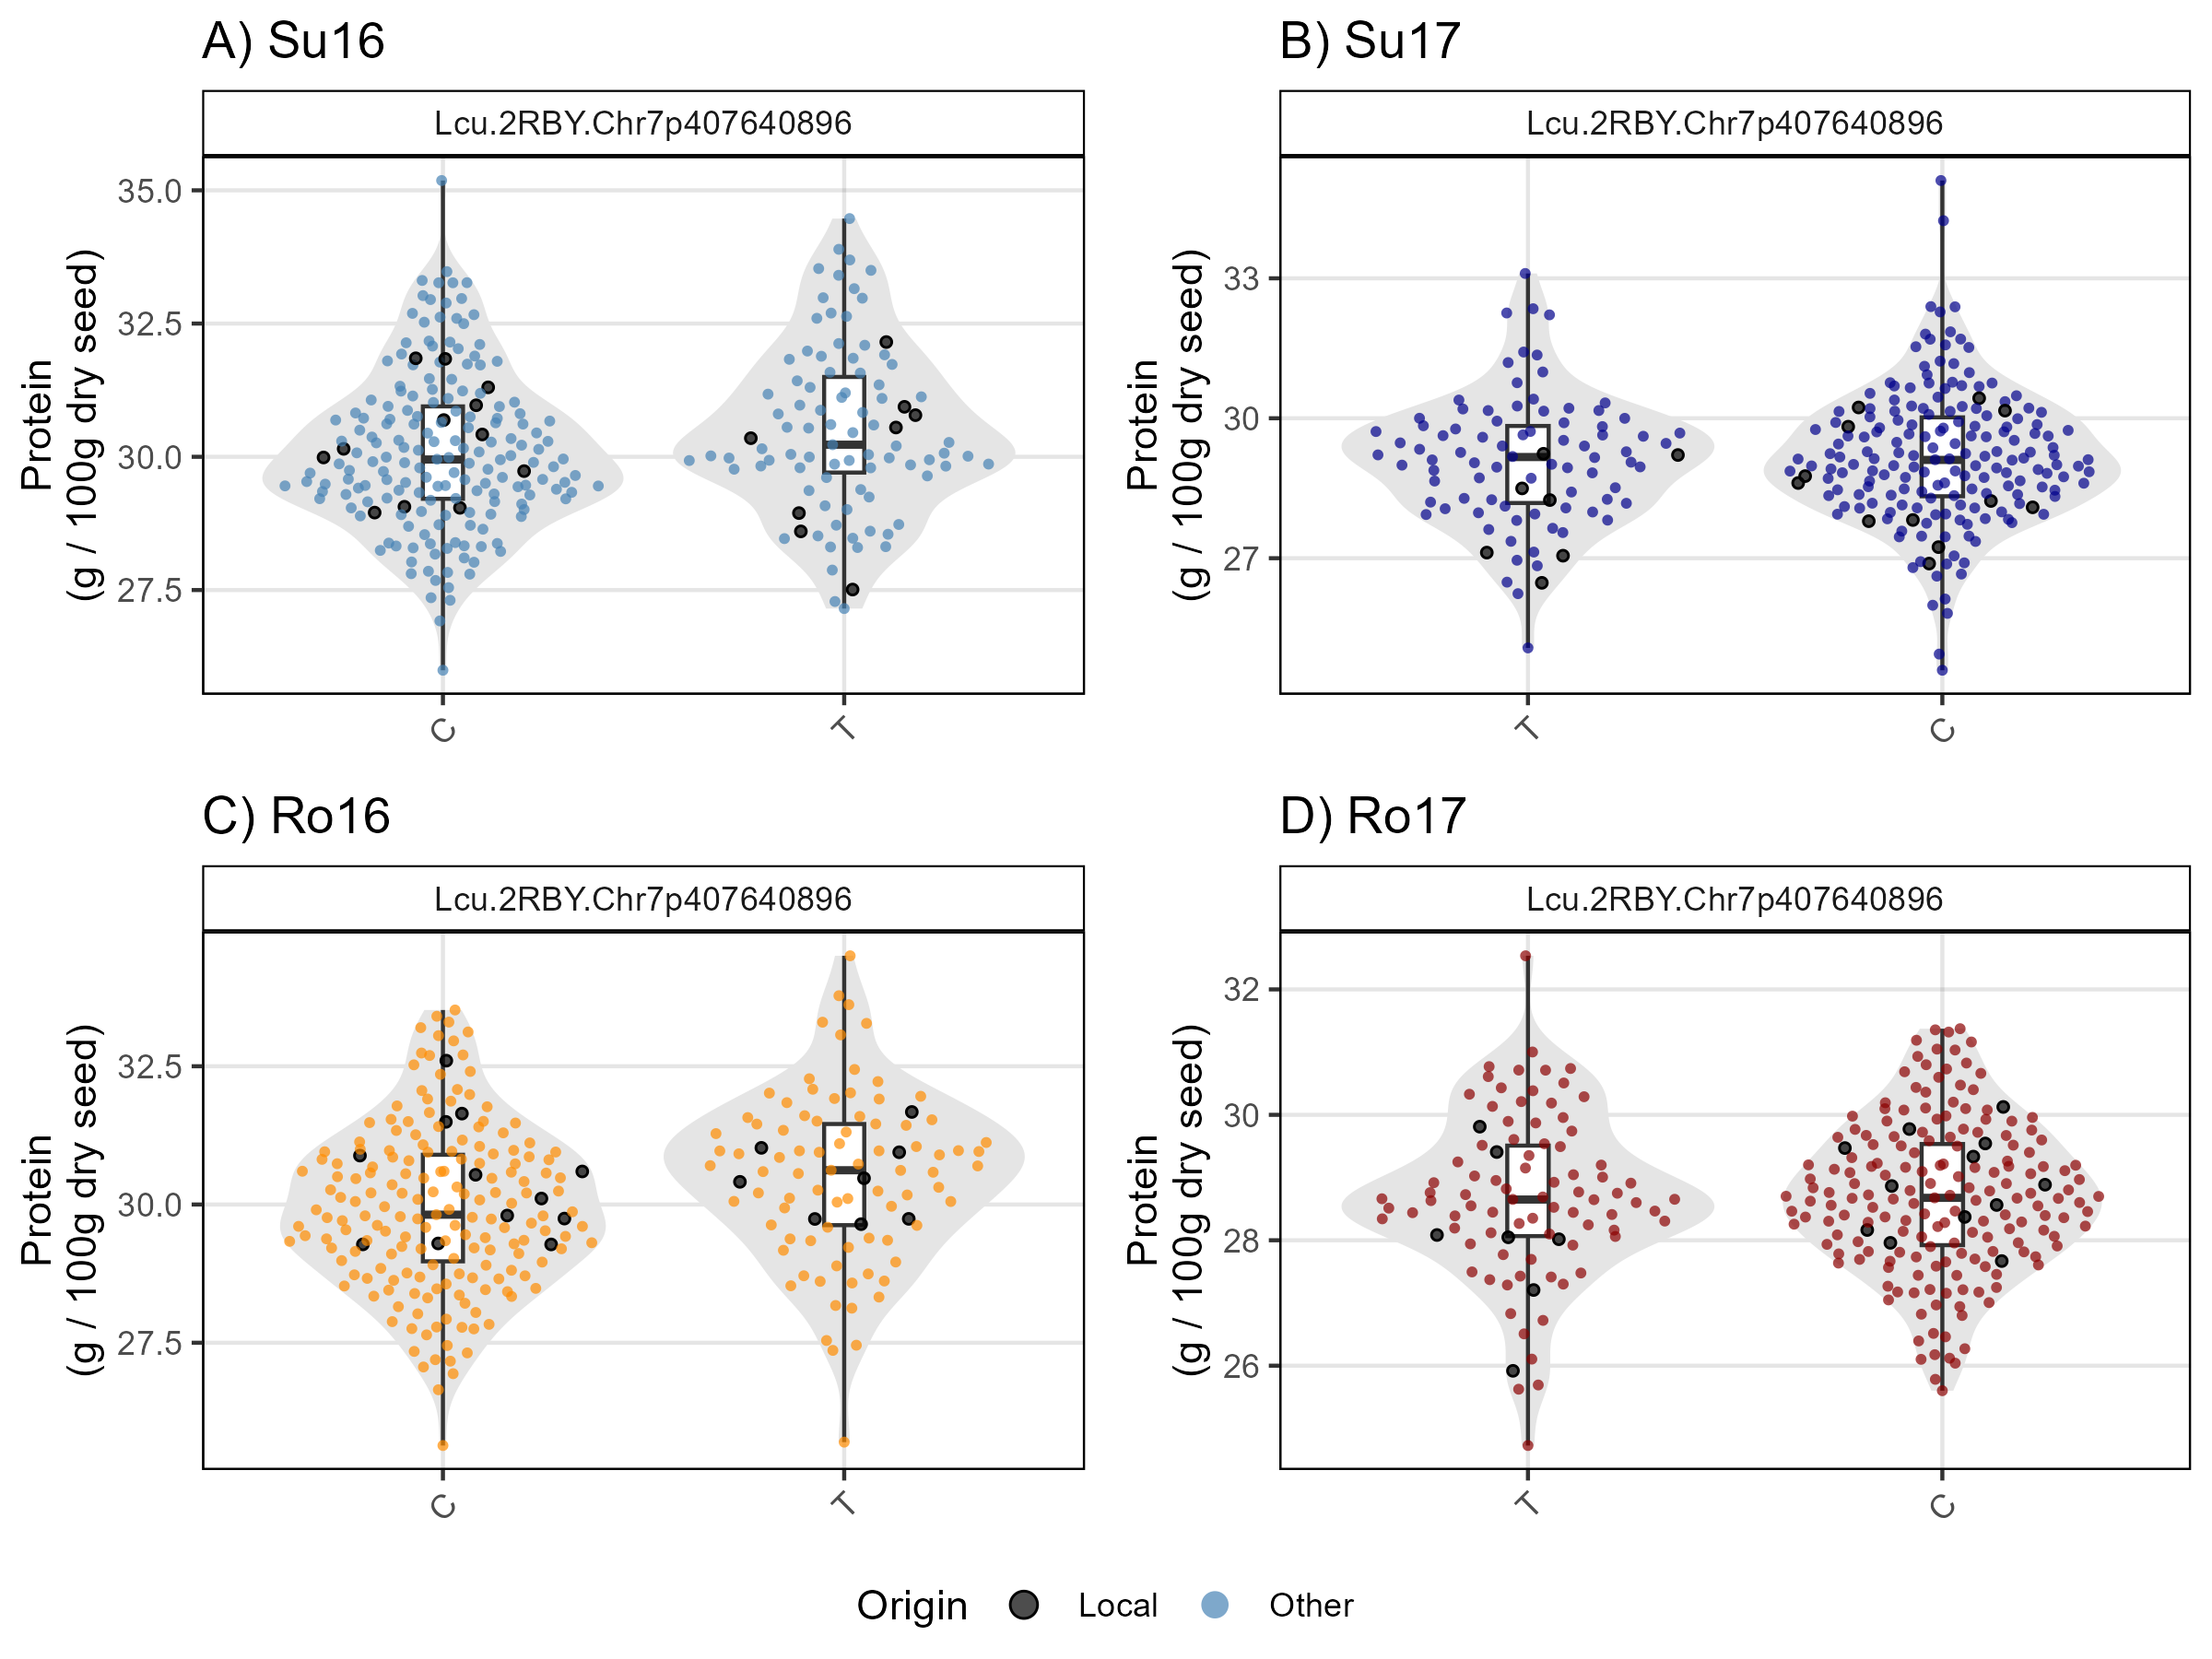 A) Su16
Lcu.2RBY.Chr7p407640896
Protein
(g / 100g dry seed)
35.0
32.5
30.0
27.5
C
T
B) Su17
Lcu.2RBY.Chr7p407640896
Protein
(g / 100g dry seed)
33
30
27
T
C
C) Ro16
Lcu.2RBY.Chr7p407640896
Protein
(g / 100g dry seed)
32.5
30.0
27.5
C
T
D) Ro17
Lcu.2RBY.Chr7p407640896
Protein
(g / 100g dry seed)
32
30
28
26
T
C
Origin Local Other